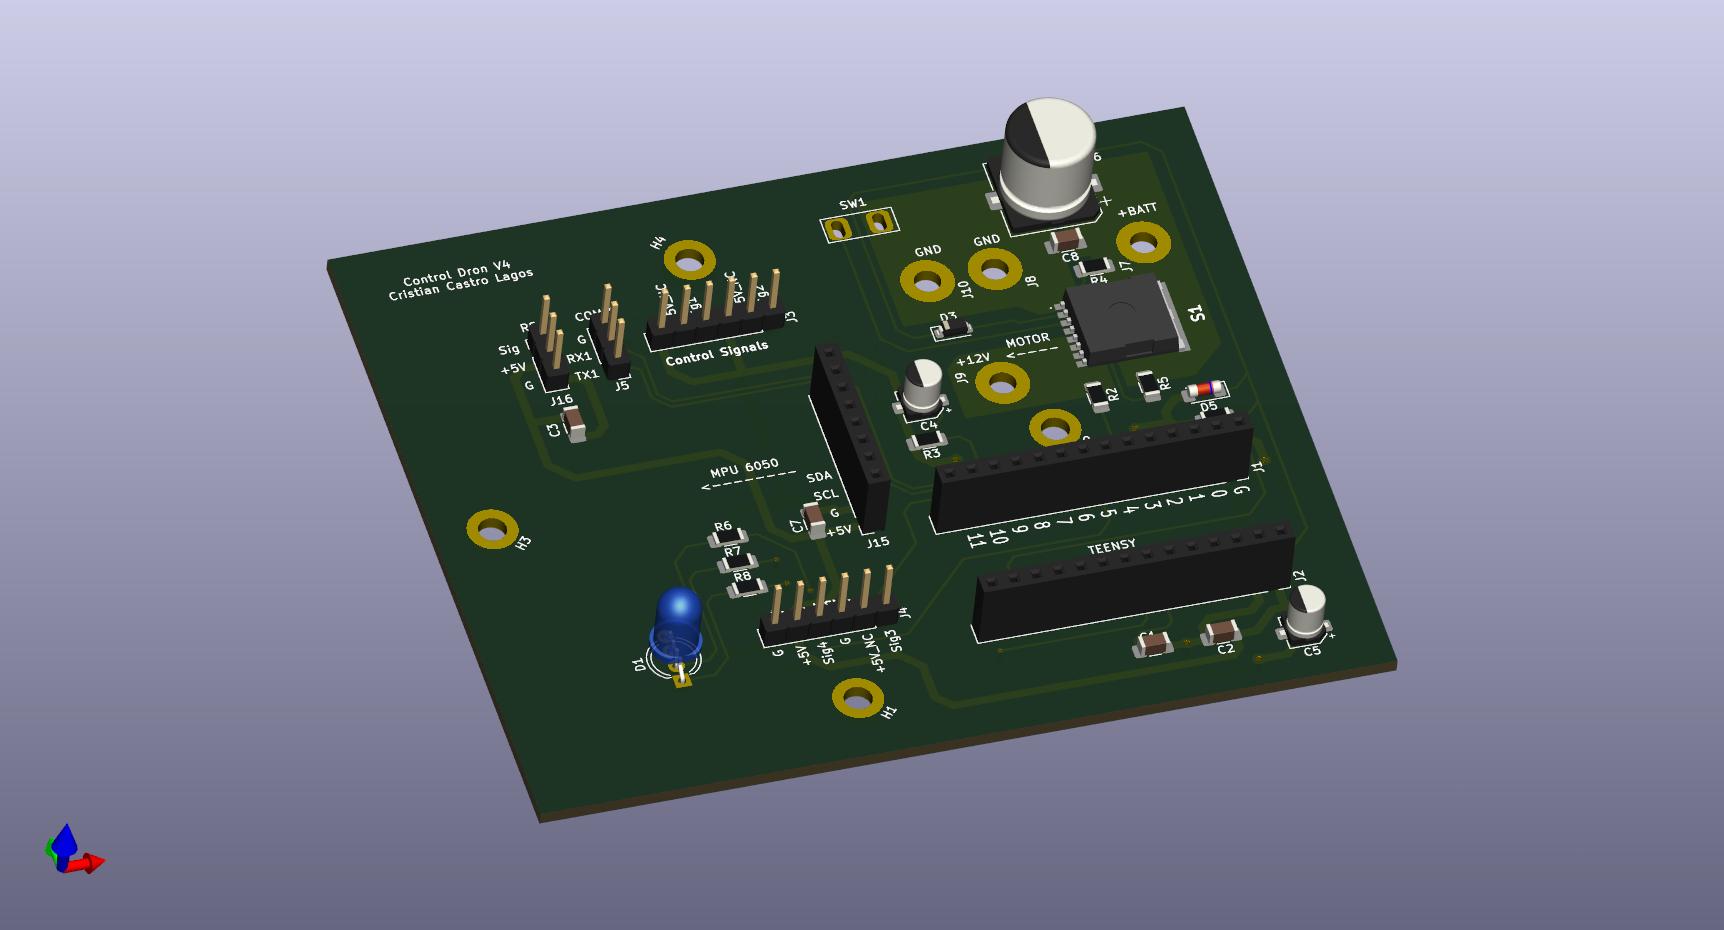 Control Dron V4
Cristian Castro Lagos
H4
SW1
+BATT
GND
GND
J10
J8
J7
C8
R4
S1
D3
MOTOR
+12V
J9
C4
R3
R2
R5
D5
Sig
+5V
G
J16
G
RX1
TX1
J5
Control Signals
J3
C3
MPU 6050
SDA
SCL
G
+5V
J15
C7
H3
R6
R7
R8
D1
J4
G
+5V
Sig4
G
+5V_NC
Sig3
H1
J1
11 10 9 8 7 6 5 4 3 2 1 0 G
TEENSY
J2
C2
C5